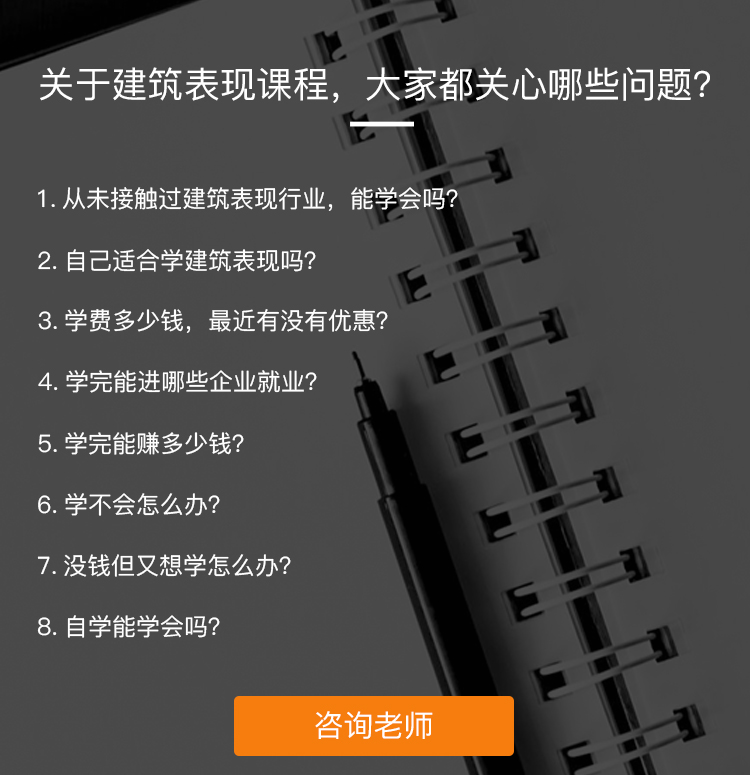 关于建筑表现课程，大家都关心哪些问题？
1. 从未接触过建筑表现行业，能学会吗？
2. 自己适合学建筑表现吗？
3. 学费多少钱，最近有没有优惠？
4. 学完能进哪些企业就业？
5. 学完能赚多少钱？
6. 学不会怎么办？
7. 没钱但又想学怎么办？
8. 自学能学会吗？
咨询老师